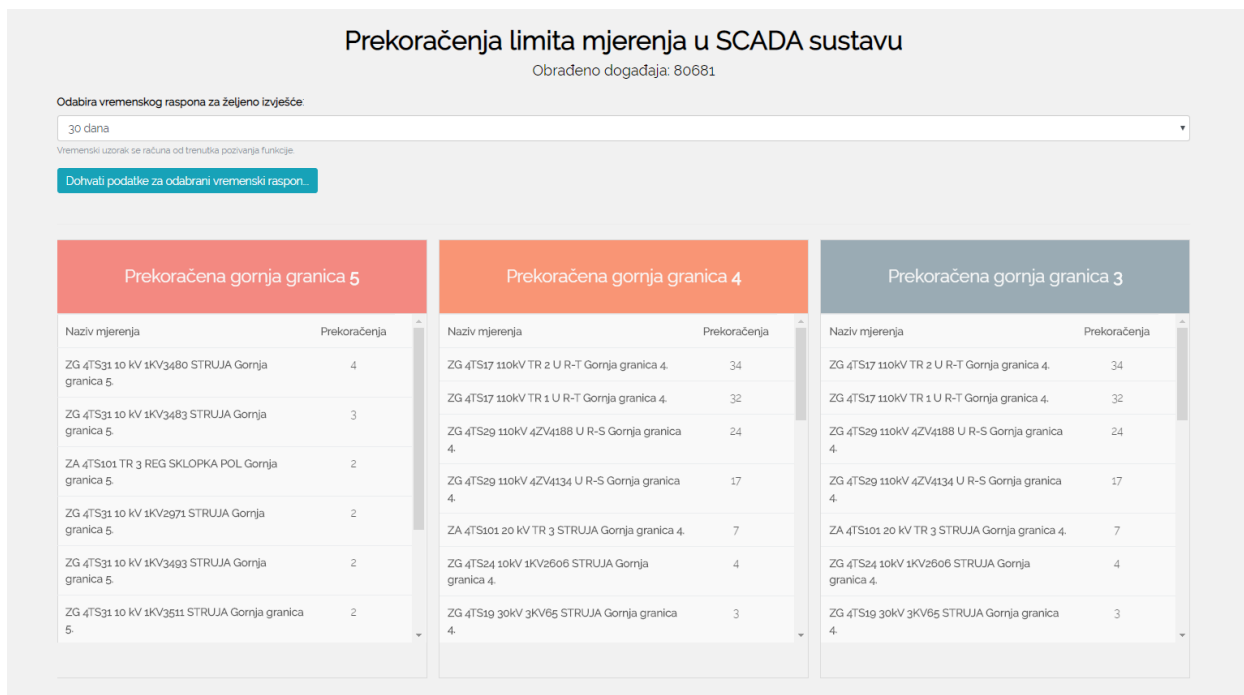 Prekoračenja limita mjerenja u SCADA sustavu
Obrađeno događaja: 80681
Odabira vremenskog raspona za željeno izvješće:
30 dana
Vremenski uzorak se računa od trenutka pozivanja funkcije.
Dohvati podatke za odabrani vremenski raspon...
Prekoračena gornja granica 5
Naziv mjerenja Prekoračenja
ZG 4TS31 10 kV 1KV3480 STRUJA Gornja 4
granica 5.
ZG 4TS31 10 kV 1KV3483 STRUJA Gornja 3
granica 5.
ZA 4TS101 TR 3 REG SKLOPKA POL Gornja 2
granica 5.
ZG 4TS31 10 kV 1KV2971 STRUJA Gornja 2
granica 5.
ZG 4TS31 10 kV 1KV3493 STRUJA Gornja 2
granica 5.
ZG 4TS31 10 kV 1KV3511 STRUJA Gornja granica 2
5.
Prekoračena gornja granica 4
Naziv mjerenja Prekoračenja
ZG 4TS17 110kV TR 2 U R-T Gornja granica 4. 34
ZG 4TS17 110kV TR 1 U R-T Gornja granica 4. 32
ZG 4TS29 110kV 4ZV4188 U R-S Gornja granica 24
4.
ZG 4TS29 110kV 4ZV4134 U R-S Gornja granica 17
4.
ZA 4TS101 20 kV TR 3 STRUJA Gornja granica 4. 7
ZG 4TS24 10kV 1KV2606 STRUJA Gornja 4
granica 4.
ZG 4TS19 30kV 3KV65 STRUJA Gornja granica 3
4.
Prekoračena gornja granica 3
Naziv mjerenja Prekoračenja
ZG 4TS17 110kV TR 2 U R-T Gornja granica 4. 34
ZG 4TS17 110kV TR 1 U R-T Gornja granica 4. 32
ZG 4TS29 110kV 4ZV4188 U R-S Gornja granica 24
4.
ZG 4TS29 110kV 4ZV4134 U R-S Gornja granica 17
4.
ZA 4TS101 20 kV TR 3 STRUJA Gornja granica 4. 7
ZG 4TS24 10kV 1KV2606 STRUJA Gornja 4
granica 4.
ZG 4TS19 30kV 3KV65 STRUJA Gornja granica 3
4.